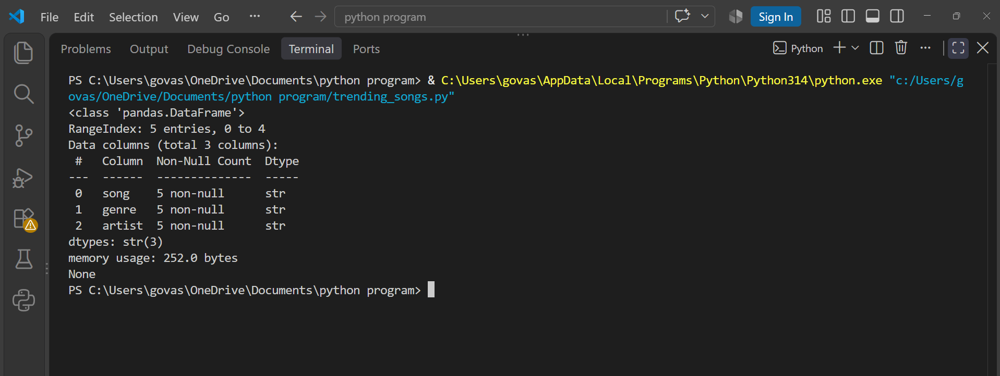 File Edit Selection View Go ··· python program Sign In
Problems Output Debug Console Terminal Ports Python
PS C:\Users\govas\OneDrive\Documents\python program> & C:\Users\govas\AppData\Local\Programs\Python\Python314\python.exe "c:/Users/g
ovas/OneDrive/Documents/python program/trending_songs.py"
<class 'pandas.DataFrame'>
RangeIndex: 5 entries, 0 to 4
Data columns (total 3 columns):
 #   Column  Non-Null Count  Dtype
---  ------  --------------  -----
 0   song    5 non-null      str
 1   genre   5 non-null      str
 2   artist  5 non-null      str
dtypes: str(3)
memory usage: 252.0 bytes
None
PS C:\Users\govas\OneDrive\Documents\python program>